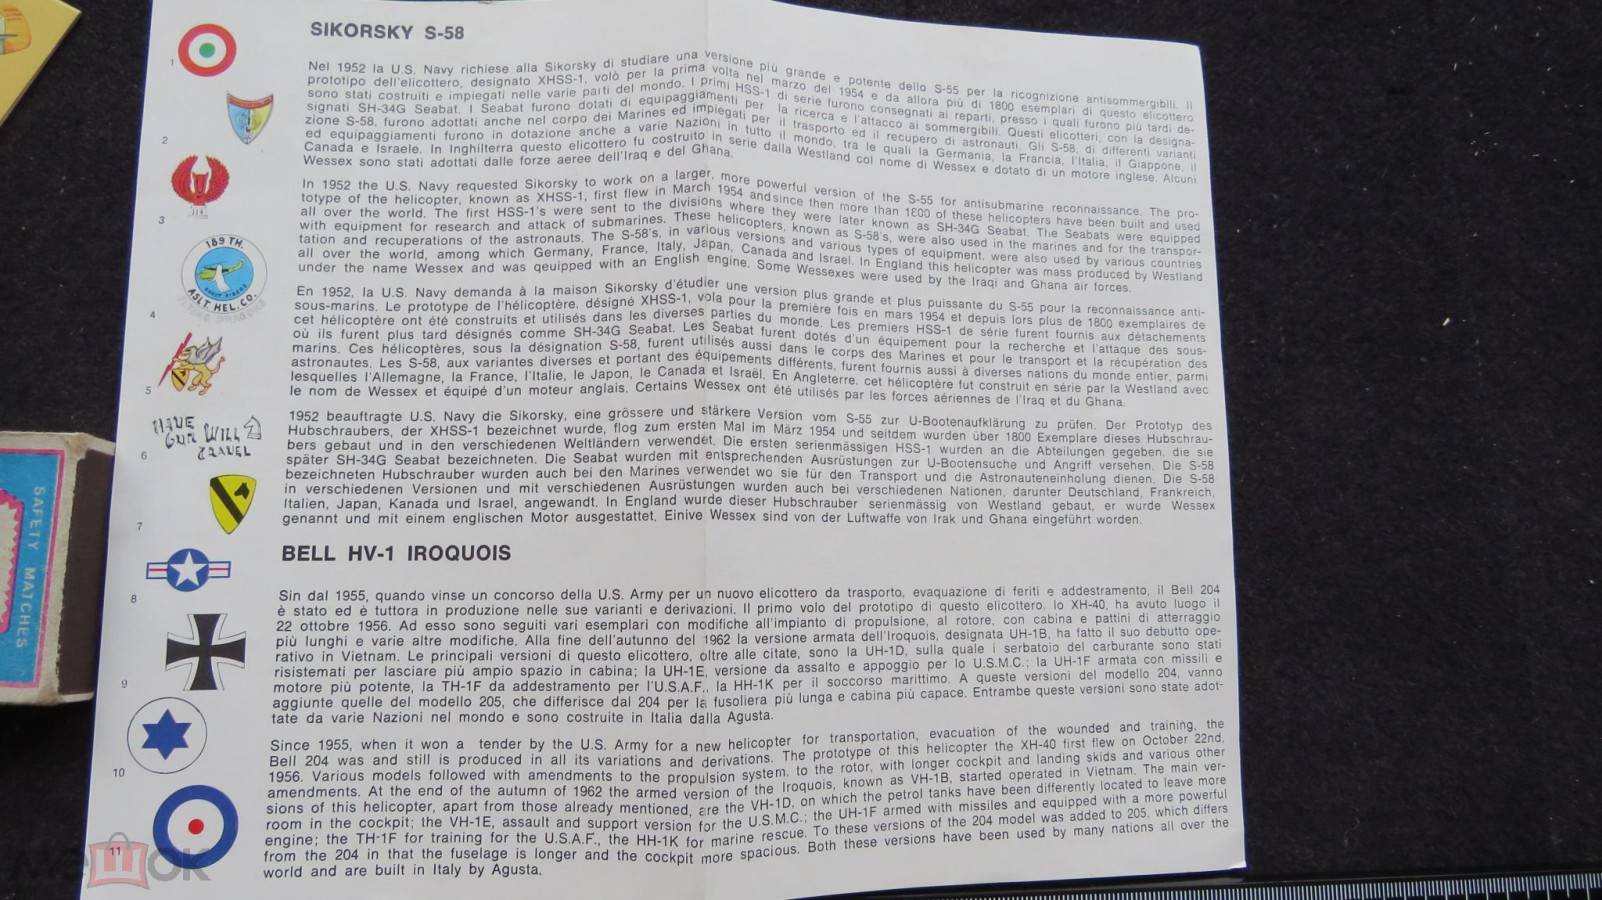 SIKORSKY S-58
Nel 1952 la U.S. Navy richiese alla Sikorsky di studiare una versione più grande e potente dello S-55 per la ricognizione antisommergibili. Il
prototipo dell'elicottero, designato XHSS-1, volò per la prima volta nel marzo del 1954 e da allora più di 1800 esemplari di questo elicottero
sono stati costruiti e impiegati nelle varie parti del mondo. I primi HSS-1 di serie furono consegnati ai reparti, presso i quali furono più tardi de-
signati SH-34G Seabat. I Seabat furono dotati di equipaggiamenti per la ricerca e l'attacco ai sommergibili. Questi elicotteri, con la designa-
zione S-58, furono adottati anche nel corpo dei Marines ed impiegati per il trasporto ed il recupero di astronauti. Gli S-58, di differenti varianti
ed equipaggiamenti furono in dotazione anche a varie Nazioni in tutto il mondo, tra le quali la Germania, la Francia, l'Italia, il Giappone, il
Canada e Israele. In Inghilterra questo elicottero fu costruito in serie dalla Westland col nome di Wessex e dotato di un motore inglese. Alcuni
Wessex sono stati adottati dalle forze aeree dell'Iraq e del Ghana.
In 1952 the U.S. Navy requested Sikorsky to work on a larger, more powerful version of the S-55 for antisubmarine reconnaissance. The pro-
totype of the helicopter, known as XHSS-1, first flew in March 1954 and since then more than 1E00 of these helicopters have been built and used
all over the world. The first HSS-1's were sent to the divisions where they were later known as SH-34G Seabat. The Seabats were equipped
with equipment for research and attack of submarines. These helicopters, known as S-58's, were also used in the marines and for the transpor-
tation and recuperations of the astronauts. The S-58's, in various versions and various types of equipment, were also used by various countries
all over the world, among which Germany, France, Italy, Japan, Canada and Israel. In England this helicopter was mass produced by Westland
under the name Wessex and was qeuipped with an English engine. Some Wessexes were used by the Iraqi and Ghana air forces.
En 1952, la U.S. Navy demanda à la maison Sikorsky d'étudier une version plus grande et plus puissante du S-55 pour la reconnaissance anti-
sous-marins. Le prototype de l'hélicoptère, désigné XHSS-1, vola pour la première fois en mars 1954 et depuis lors plus de 1800 exemplaires de
cet hélicoptère ont été construits et utilisés dans les diverses parties du monde. Les premiers HSS-1 de série furent fournis aux détachements
où ils furent plus tard désignés comme SH-34G Seabat. Les Seabat furent dotés d'un équipement pour la recherche et l'attaque des sous-
marins. Ces hélicoptères, sous la désignation S-58, furent utilisés aussi dans le corps des Marines et pour le transport et la récupération des
astronautes. Les S-58, aux variantes diverses et portant des équipements différents, furent fournis aussi à diverses nations du monde entier, parmi
lesquelles l'Allemagne, la France, l'Italie, le Japon, le Canada et Israël. En Angleterre, cet hélicoptère fut construit en série par la Westland avec
le nom de Wessex et équipé d'un moteur anglais. Certains Wessex ont été utilisés par les forces aériennes de l'Iraq et du Ghana.
1952 beauftragte U.S. Navy die Sikorsky, eine grössere und stärkere Version vom S-55 zur U-Bootenaufklärung zu prüfen. Der Prototyp des
Hubschraubers, der XHSS-1 bezeichnet wurde, flog zum ersten Mal im März 1954 und seitdem wurden über 1800 Exemplare dieses Hubschrau-
bers gebaut und in den verschiedenen Weltländern verwendet. Die ersten serienmässigen HSS-1 wurden an die Abteilungen gegeben, die sie
später SH-34G Seabat bezeichneten. Die Seabat wurden mit entsprechenden Ausrüstungen zur U-Bootensuche und Angriff versehen. Die S-58
bezeichneten Hubschrauber wurden auch bei den Marines verwendet wo sie für den Transport und die Astronauteneinholung dienen. Die S-58
in verschiedenen Versionen und mit verschiedenen Ausrüstungen wurden auch bei verschiedenen Nationen, darunter Deutschland, Frankreich,
Italien, Japan, Kanada und Israel, angewandt. In England wurde dieser Hubschrauber serienmässig von Westland gebaut, er wurde Wessex
genannt und mit einem englischen Motor ausgestattet. Einive Wessex sind von der Luftwaffe von Irak und Ghana eingeführt worden.
BELL HV-1 IROQUOIS
Sin dal 1955, quando vinse un concorso della U.S. Army per un nuovo elicottero da trasporto, evaquazione di feriti e addestramento, il Bell 204
è stato ed è tuttora in produzione nelle sue varianti e derivazioni. Il primo volo del prototipo di questo elicottero, lo XH-40, ha avuto luogo il
22 ottobre 1956. Ad esso sono seguiti vari esemplari con modifiche all'impianto di propulsione, al rotore, con cabina e pattini di atterraggio
più lunghi e varie altre modifiche. Alla fine dell'autunno del 1962 la versione armata dell'Iroquois, designata UH-1B, ha fatto il suo debutto ope-
rativo in Vietnam. Le principali versioni di questo elicottero, oltre alle citate, sono la UH-1D, sulla quale i serbatoio del carburante sono stati
risistemati per lasciare più ampio spazio in cabina; la UH-1E, versione da assalto e appoggio per lo U.S.M.C.; la UH-1F armata con missili e
motore più potente, la TH-1F da addestramento per l'U.S.A.F., la HH-1K per il soccorso marittimo. A queste versioni del modello 204, vanno
aggiunte quelle del modello 205, che differisce dal 204 per la fusoliera più lunga e cabina più capace. Entrambe queste versioni sono state adot-
tate da varie Nazioni nel mondo e sono costruite in Italia dalla Agusta.
Since 1955, when it won a tender by the U.S. Army for a new helicopter for transportation, evacuation of the wounded and training, the
Bell 204 was and still is produced in all its variations and derivations. The prototype of this helicopter the XH-40 first flew on October 22nd,
1956. Various models followed with amendments to the propulsion system, to the rotor, with longer cockpit and landing skids and various other
amendments. At the end of the autumn of 1962 the armed version of the Iroquois, known as VH-1B, started operated in Vietnam. The main ver-
sions of this helicopter, apart from those already mentioned, are the VH-1D, on which the petrol tanks have been differently located to leave more
room in the cockpit; the VH-1E, assault and support version for the U.S.M.C.; the UH-1F armed with missiles and equipped with a more powerful
engine; the TH-1F for training for the U.S.A.F., the HH-1K for marine rescue. To these versions of the 204 model was added to 205, which differs
from the 204 in that the fuselage is longer and the cockpit more spacious. Both these versions have been used by many nations all over the
world and are built in Italy by Agusta.
1
2
3
189 TH.
ASLT HEL. CO.
4
5
HAVE
GUN WILL
TRAVEL
6
7
8
9
10
11
SAFETY MATCHES
мешок